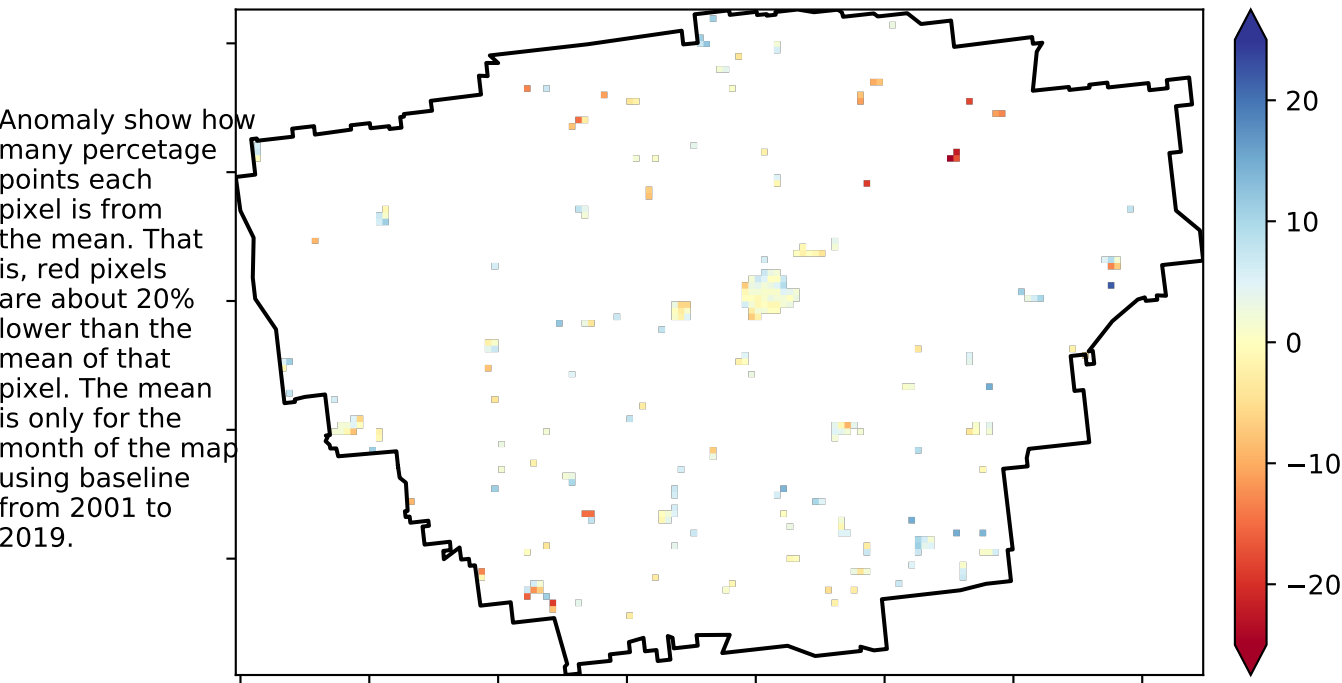 Anomaly show how
many percetage
points each
pixel is from
the mean. That
is, red pixels
are about 20%
lower than the
mean of that
pixel. The mean
is only for the
month of the map
using baseline
from 2001 to
2019.
20
10
0
−10
−20